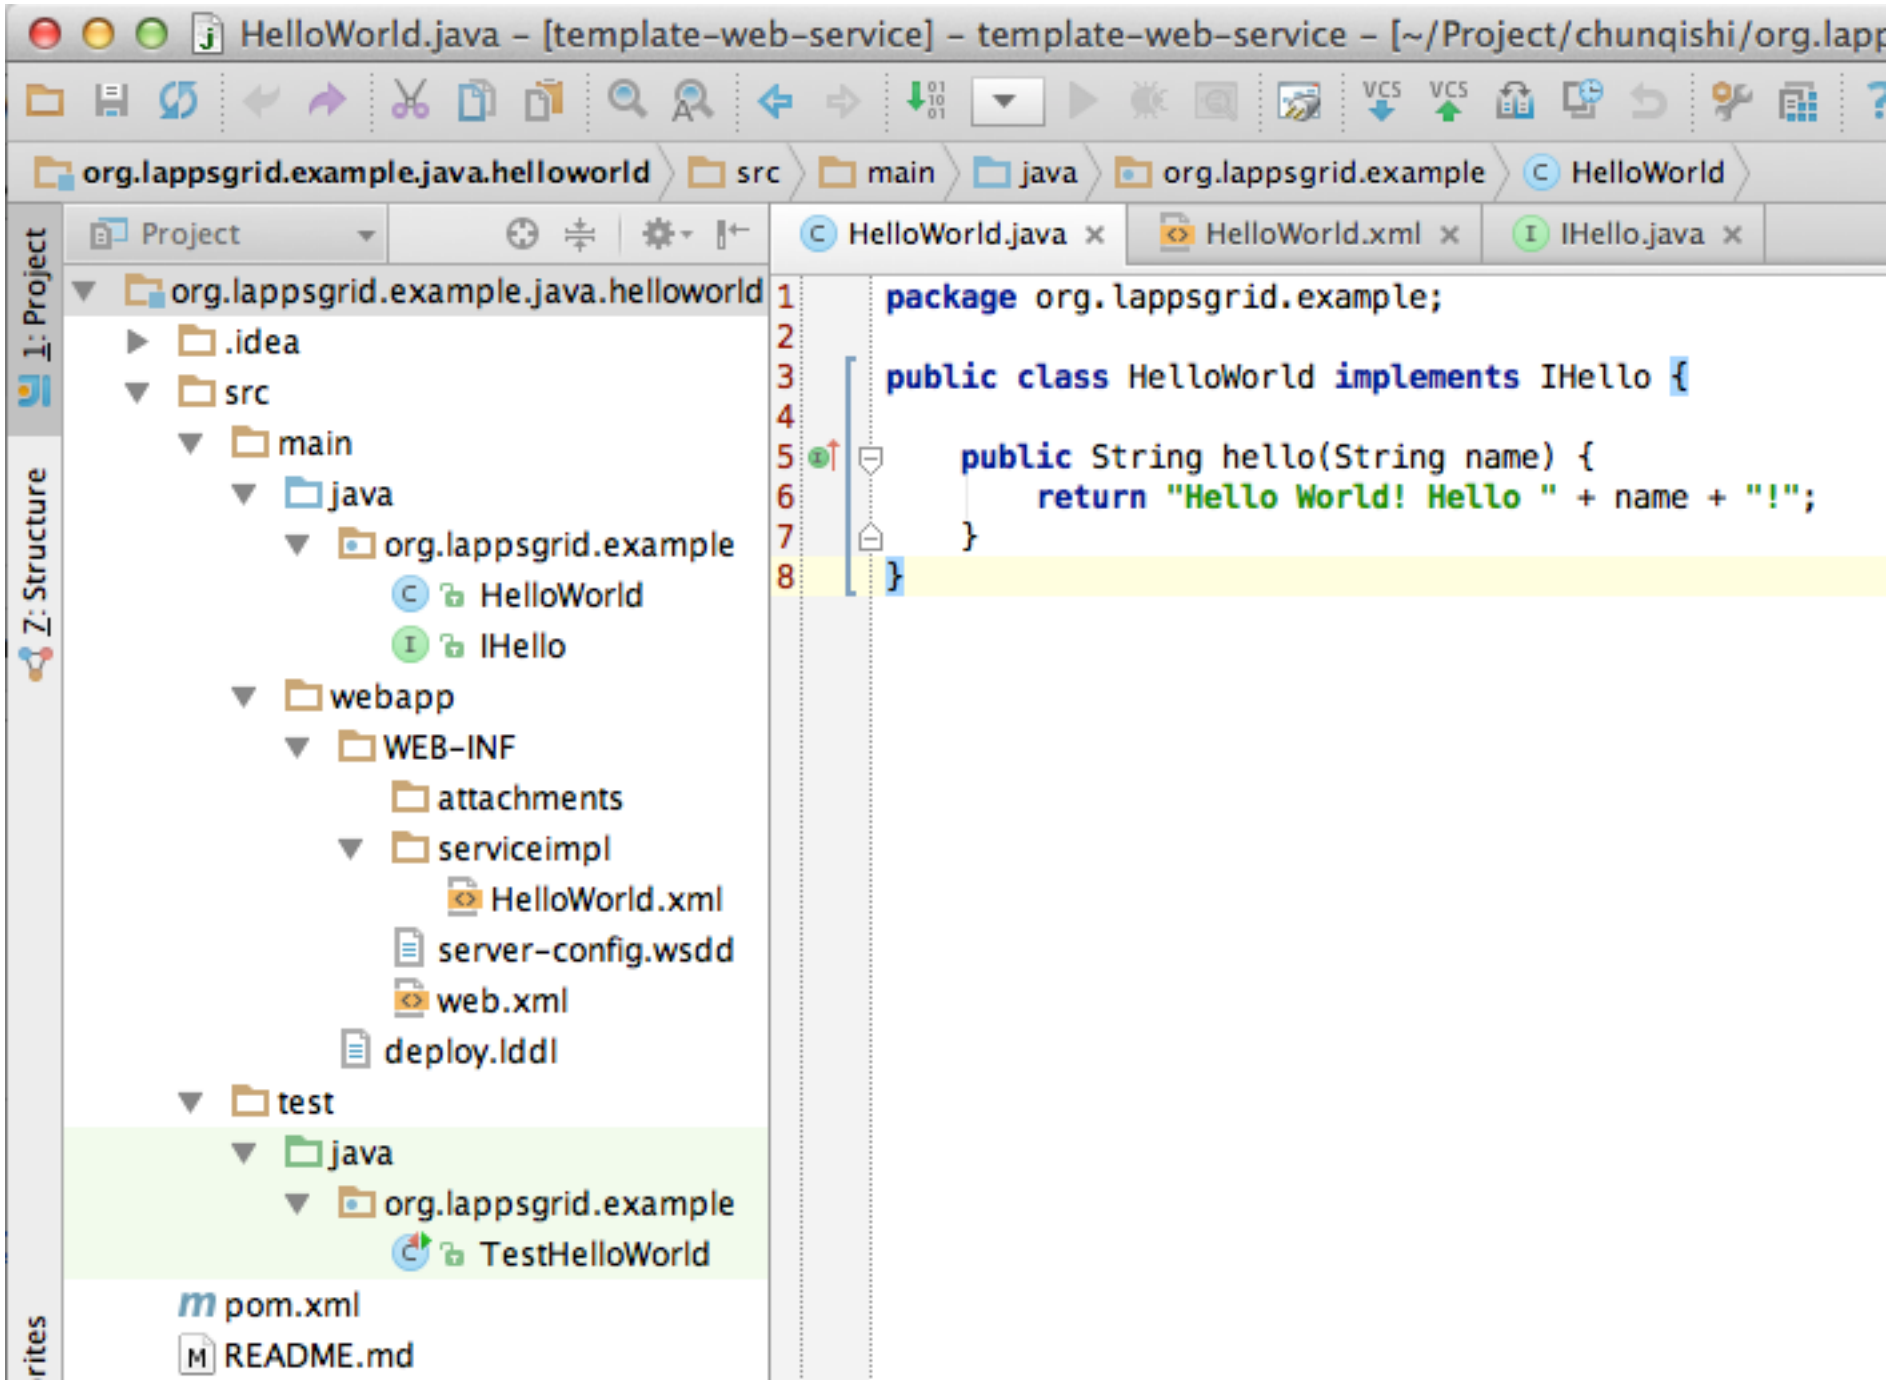 HelloWorld.java – [template-web-service] – template-web-service – [~/Project/chunqishi/org.lapp
VCS VCS
org.lappsgrid.example.java.helloworld src main java org.lappsgrid.example HelloWorld
Project
HelloWorld.java HelloWorld.xml IHello.java
1: Project
Z: Structure
rites
org.lappsgrid.example.java.helloworld
.idea
src
main
java
org.lappsgrid.example
HelloWorld
IHello
webapp
WEB-INF
attachments
serviceimpl
HelloWorld.xml
server-config.wsdd
web.xml
deploy.lddl
test
java
org.lappsgrid.example
TestHelloWorld
pom.xml
README.md
1 package org.lappsgrid.example;
2
3 public class HelloWorld implements IHello {
4
5 public String hello(String name) {
6 return "Hello World! Hello " + name + "!";
7 }
8 }